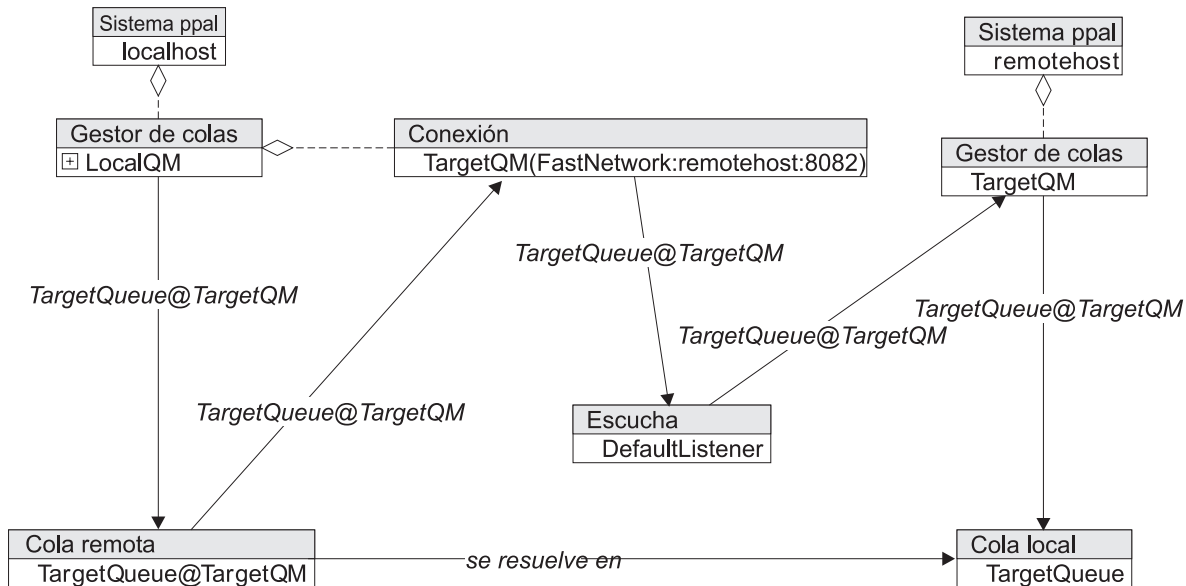 Sistema ppal
localhost
Sistema ppal
remotehost
Gestor de colas
LocalQM
Conexión
TargetQM(FastNetwork:remotehost:8082)
Gestor de colas
TargetQM
TargetQueue@TargetQM
TargetQueue@TargetQM
TargetQueue@TargetQM
TargetQueue@TargetQM
TargetQueue@TargetQM
Escucha
DefaultListener
Cola remota
TargetQueue@TargetQM
se resuelve en
Cola local
TargetQueue